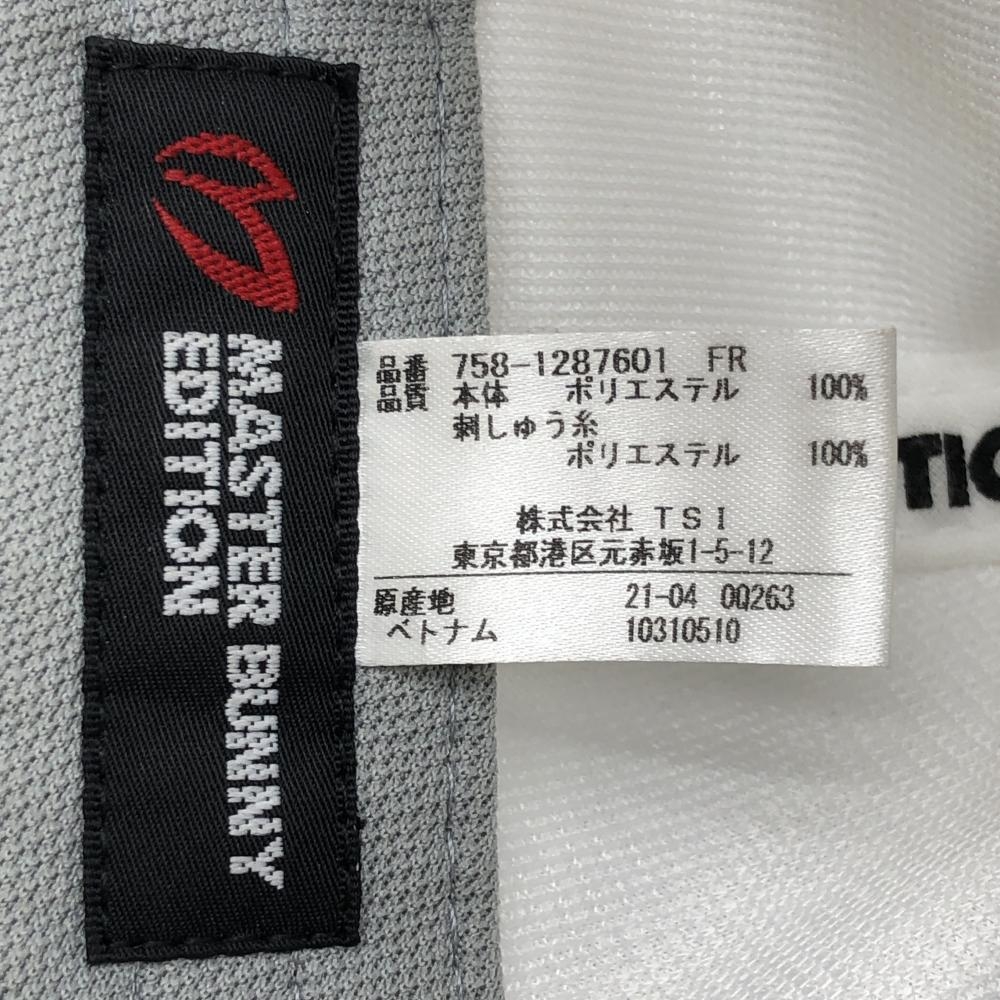 MASTER BUNNY
EDITION
品番 758-1287601 FR
品質 本体 ポリエステル 100%
刺しゅう糸
ポリエステル 100%
株式会社 TSI
東京都港区元赤坂1-5-12
原産地 21-04 0Q263
ベトナム 10310510